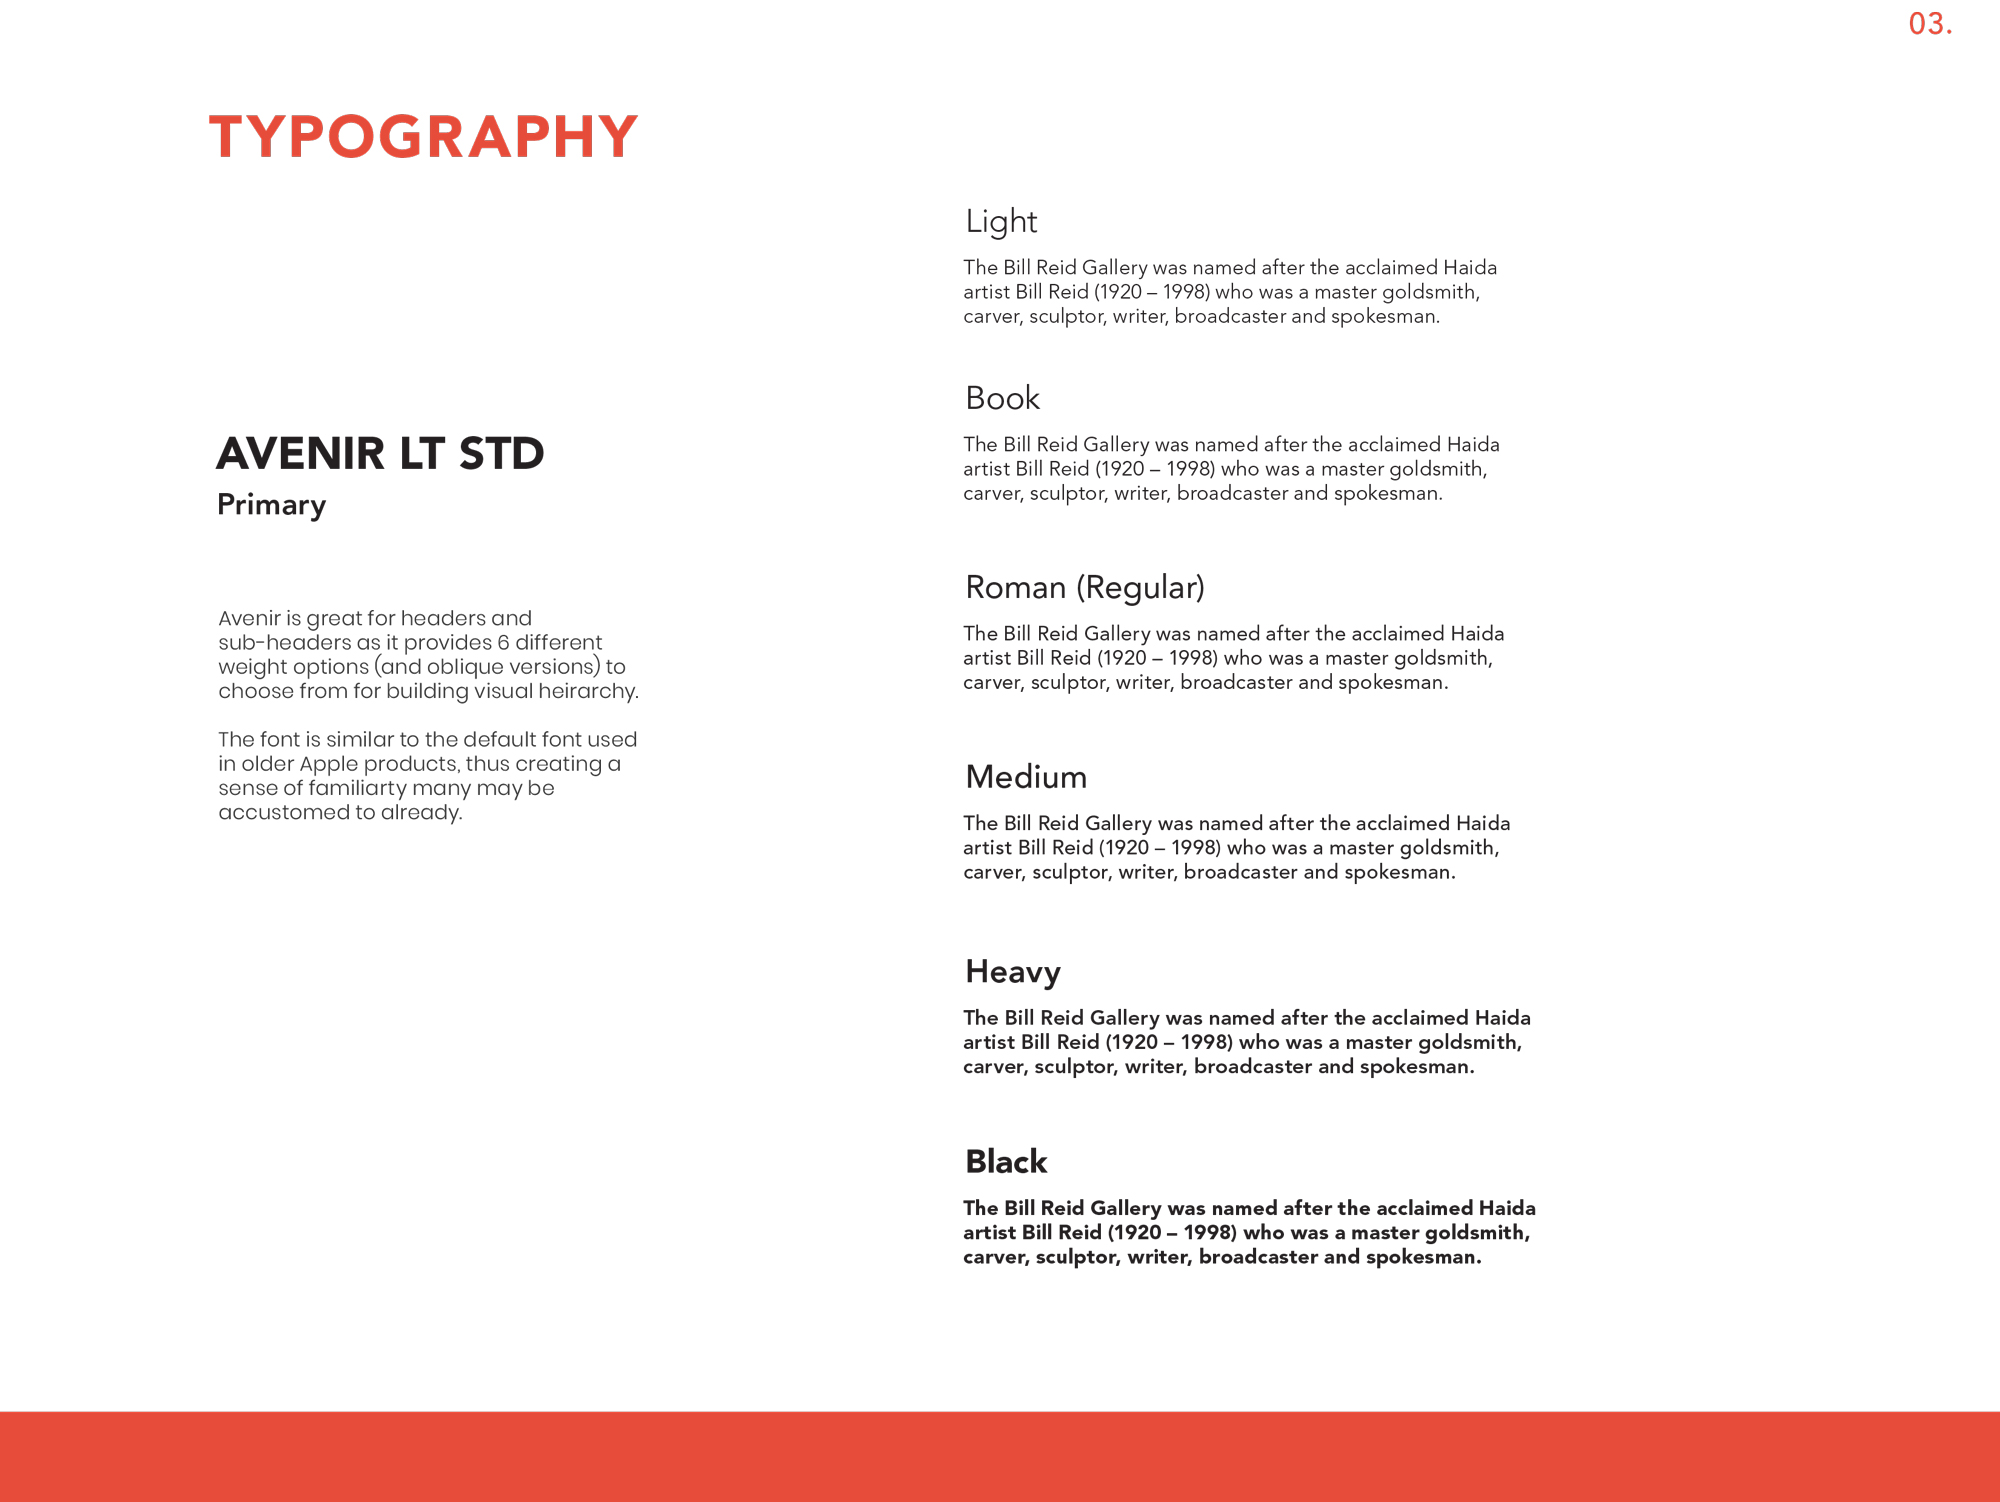 03.
TYPOGRAPHY
AVENIR LT STD
Primary
Avenir is great for headers and
sub-headers as it provides 6 different
weight options (and oblique versions) to
choose from for building visual heirarchy.
The font is similar to the default font used
in older Apple products, thus creating a
sense of familiarty many may be
accustomed to already.
Light
The Bill Reid Gallery was named after the acclaimed Haida
artist Bill Reid (1920 – 1998) who was a master goldsmith,
carver, sculptor, writer, broadcaster and spokesman.
Book
The Bill Reid Gallery was named after the acclaimed Haida
artist Bill Reid (1920 – 1998) who was a master goldsmith,
carver, sculptor, writer, broadcaster and spokesman.
Roman (Regular)
The Bill Reid Gallery was named after the acclaimed Haida
artist Bill Reid (1920 – 1998) who was a master goldsmith,
carver, sculptor, writer, broadcaster and spokesman.
Medium
The Bill Reid Gallery was named after the acclaimed Haida
artist Bill Reid (1920 – 1998) who was a master goldsmith,
carver, sculptor, writer, broadcaster and spokesman.
Heavy
The Bill Reid Gallery was named after the acclaimed Haida
artist Bill Reid (1920 – 1998) who was a master goldsmith,
carver, sculptor, writer, broadcaster and spokesman.
Black
The Bill Reid Gallery was named after the acclaimed Haida
artist Bill Reid (1920 – 1998) who was a master goldsmith,
carver, sculptor, writer, broadcaster and spokesman.